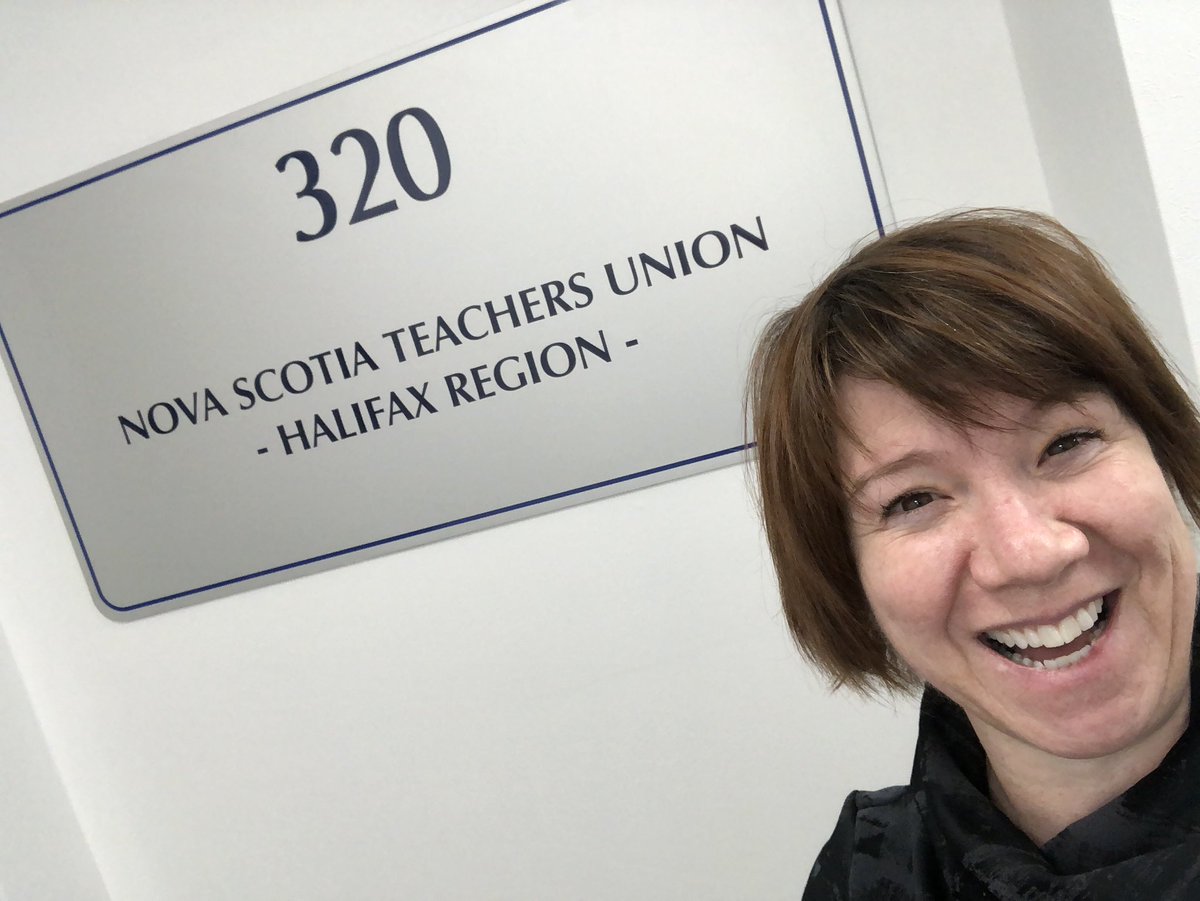 320
NOVA SCOTIA TEACHERS UNION
- HALIFAX REGION -